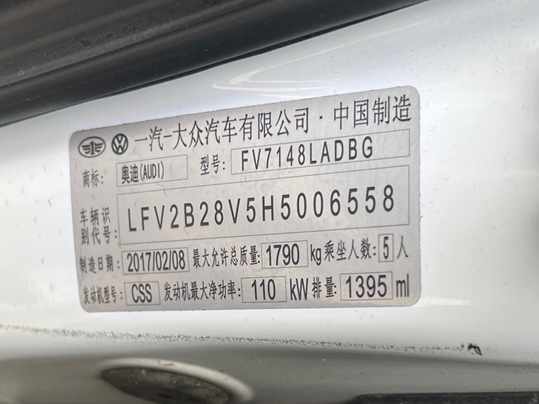 一汽-大众汽车有限公司·中国制造
商标: 奥迪(AUDI) 型号: FV7148LADBG
车辆识别代号: LFV2B28V5H5006558
制造日期: 2017/02/08 最大允许总质量: 1790 kg 乘坐人数: 5 人
发动机型号: CSS 发动机最大净功率: 110 kW 排量: 1395 ml